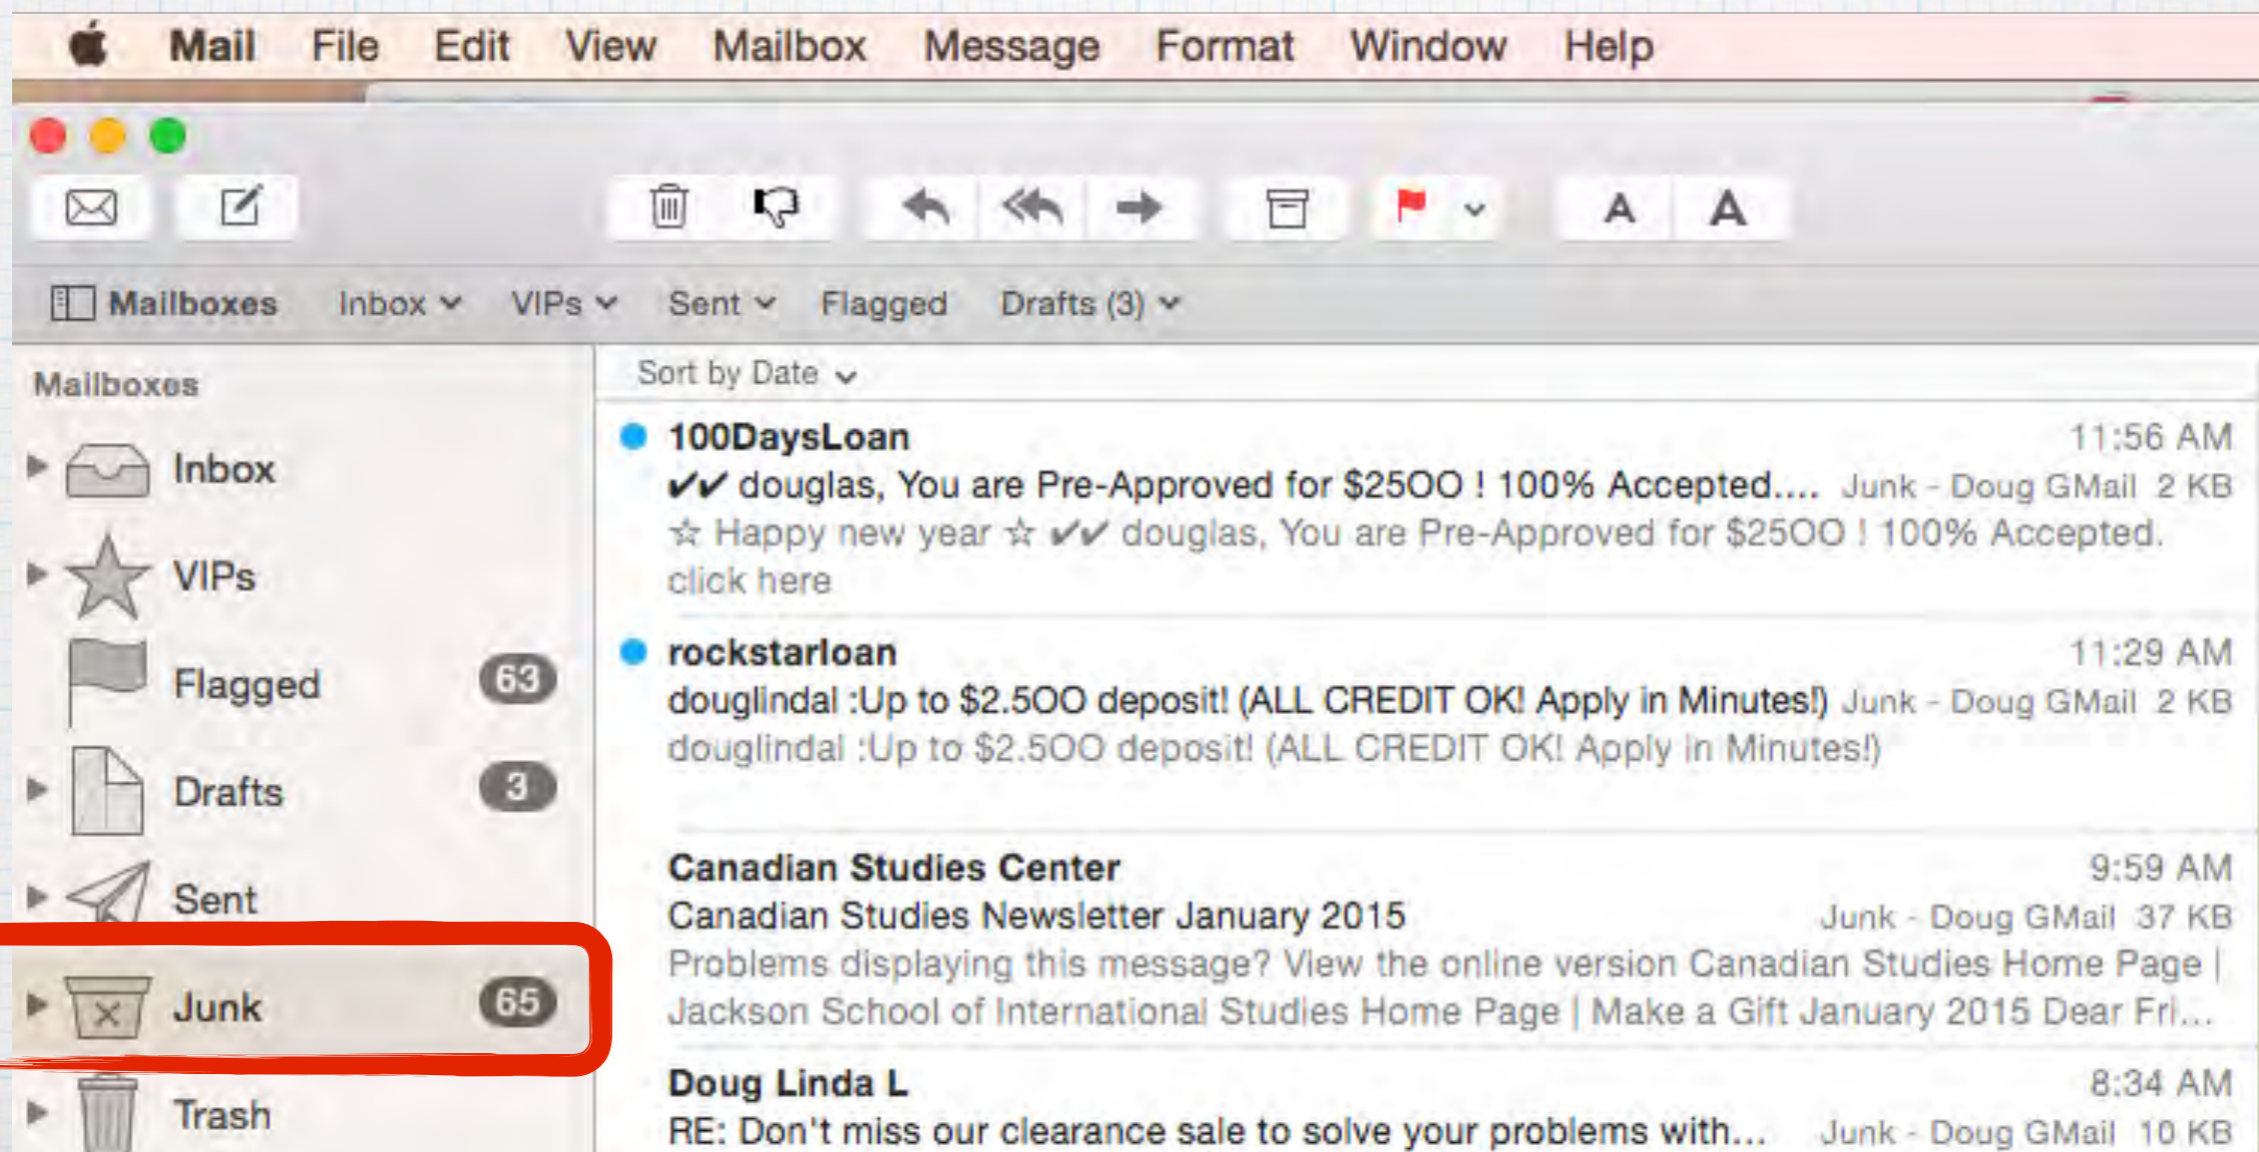 Mail File Edit View Mailbox Message Format Window Help
A A
Mailboxes Inbox VIPs Sent Flagged Drafts (3)
Mailboxes
Inbox
VIPs
Flagged 63
Drafts 3
Sent
Junk 65
Trash
Sort by Date
100DaysLoan 11:56 AM
✔✔ douglas, You are Pre-Approved for $25OO ! 100% Accepted.... Junk - Doug GMail 2 KB
☆ Happy new year ☆ ✔✔ douglas, You are Pre-Approved for $25OO ! 100% Accepted.
click here
rockstarloan 11:29 AM
douglindal :Up to $2.5OO deposit! (ALL CREDIT OK! Apply in Minutes!) Junk - Doug GMail 2 KB
douglindal :Up to $2.5OO deposit! (ALL CREDIT OK! Apply in Minutes!)
Canadian Studies Center 9:59 AM
Canadian Studies Newsletter January 2015 Junk - Doug GMail 37 KB
Problems displaying this message? View the online version Canadian Studies Home Page |
Jackson School of International Studies Home Page | Make a Gift January 2015 Dear Fri...
Doug Linda L 8:34 AM
RE: Don't miss our clearance sale to solve your problems with... Junk - Doug GMail 10 KB